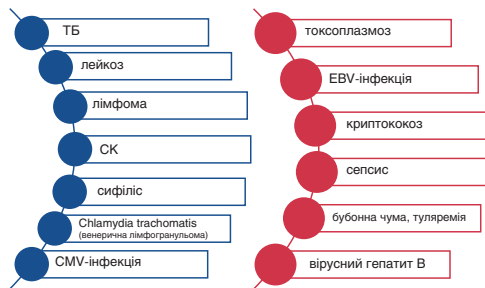 ТБ
лейкоз
лімфома
СК
сифіліс
Chlamydia trachomatis
(венерична лімфогранульома)
CMV-інфекція
токсоплазмоз
EBV-інфекція
криптококоз
сепсис
бубонна чума, туляремія
вірусний гепатит В